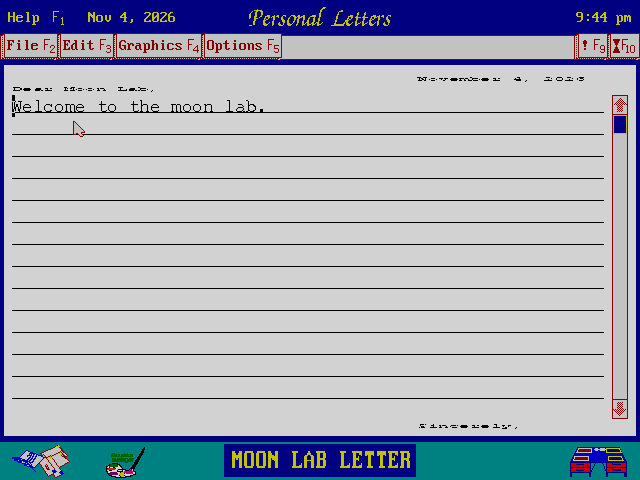 Help F1 Nov 4, 2026 Personal Letters 9:44 pm
File F2 Edit F3 Graphics F4 Options F5 ! F9 F10
November 4, 2026
Dear Moon Lab,
Welcome to the moon lab.
Sincerely,
MOON LAB LETTER